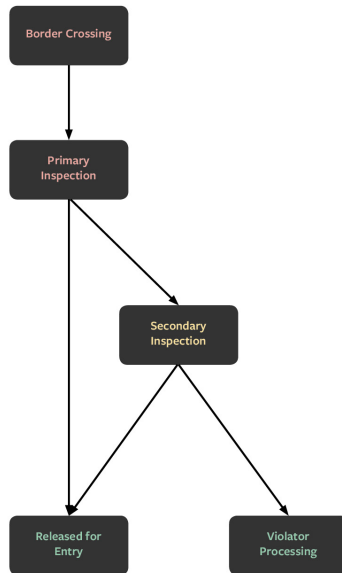 Border Crossing
Primary
Inspection
Secondary
Inspection
Released for
Entry
Violator
Processing